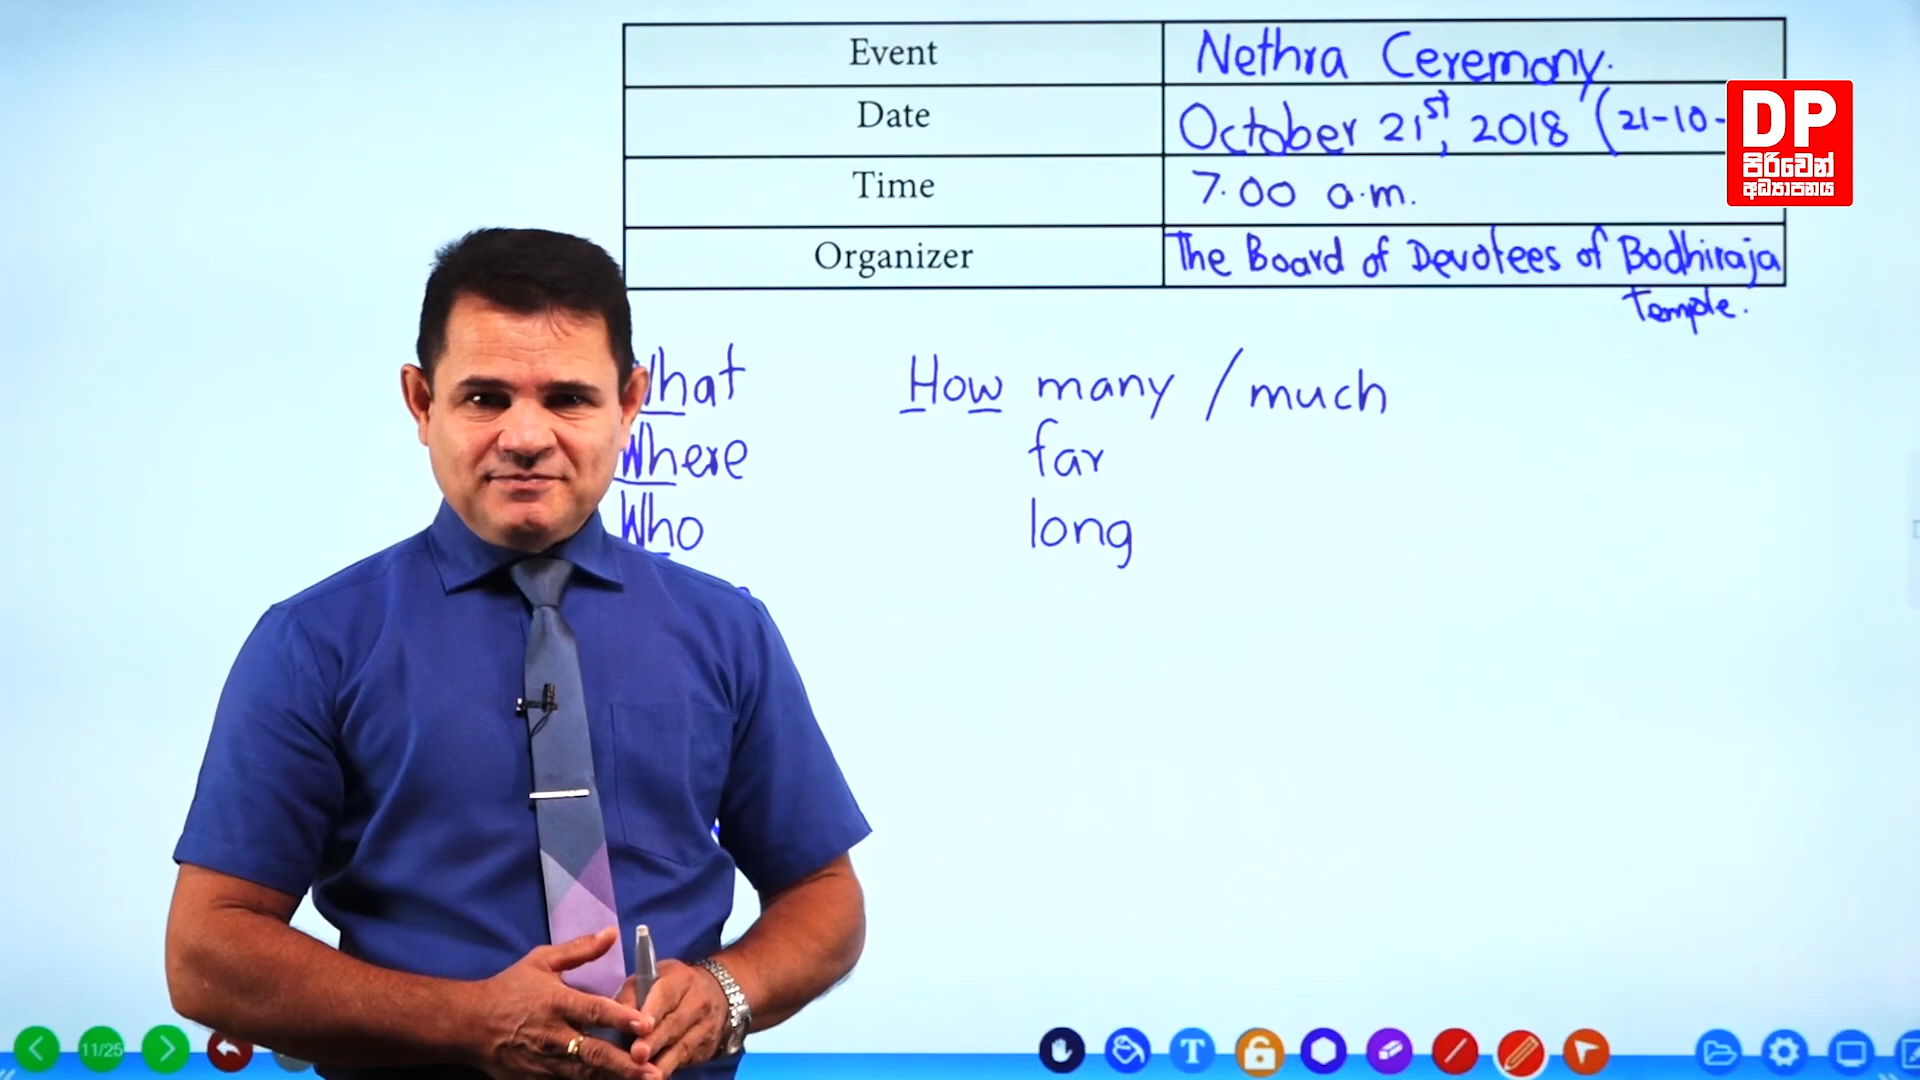 Event Nethra Ceremony.
Date October 21st, 2018 (21-10-
Time 7.00 a.m.
Organizer The Board of Devotees of Bodhiraja
temple.
DP
පිරිවෙන්
අධ්‍යාපනය
What How many / much
Where far
Who long
11/25
T